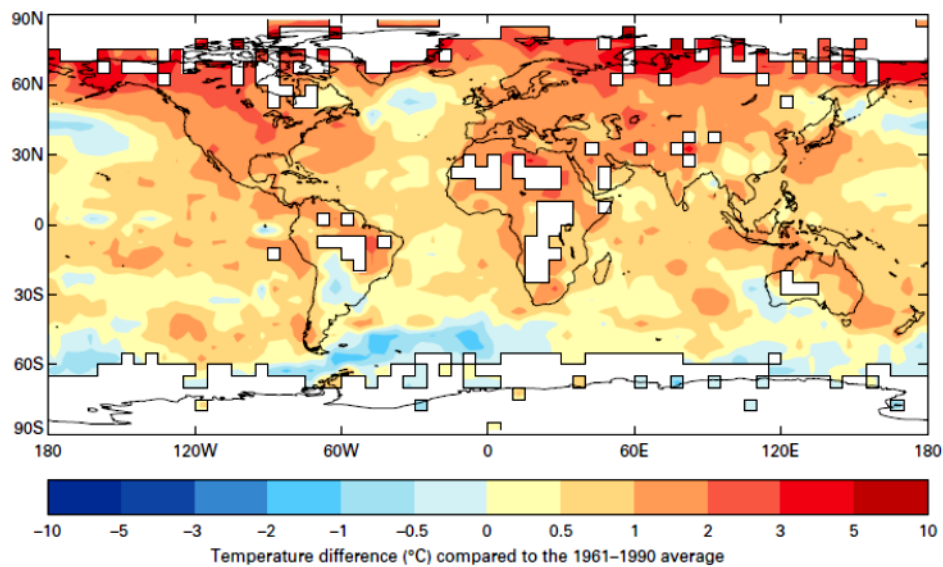 90N
60N
30N
0
30S
60S
90S
180 120W 60W 0 60E 120E 180
–10 –5 –3 –2 –1 –0.5 0 0.5 1 2 3 5 10
Temperature difference (°C) compared to the 1961–1990 average